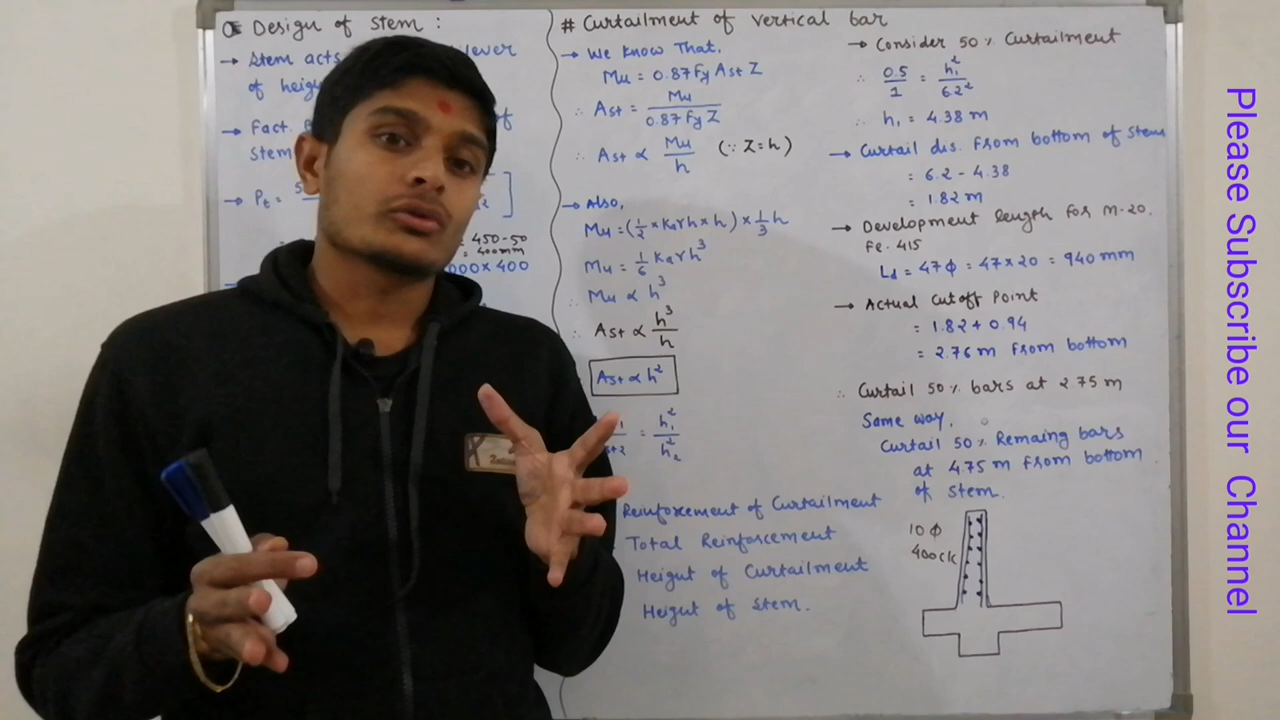 Design of stem :
→ Stem acts lever
of heig
→ Fact. of
stem
→ Pt =
= 450-50
= 400mm
000×400
# Curtailment of vertical bar
→ We know That,
Mu = 0.87 Fy Ast Z
∴ Ast = Mu / 0.87 Fy Z
∴ Ast ∝ Mu / h (∵ Z=h)
→ Also,
Mu = (1/2 × Ka r h × h) × 1/3 h
Mu = 1/6 Ka r h³
∴ Mu ∝ h³
∴ Ast ∝ h³ / h
Ast ∝ h²
= h₁² / h₂²
Reinforcement of Curtailment
Total Reinforcement
Height of Curtailment
Height of Stem.
→ Consider 50 % Curtailment
∴ 0.5 / 1 = h₁² / 6.2²
∴ h₁ = 4.38 m
→ Curtail dis. From bottom of stem
= 6.2 - 4.38
= 1.82 m
→ Development length for M-20,
Fe-415
Ld = 47ϕ = 47×20 = 940 mm
→ Actual Cutoff Point
= 1.82 + 0.94
= 2.76 m From bottom
∴ Curtail 50 % bars at 2.75 m
Same way,
Curtail 50 % Remaing bars
at 4.75 m From bottom
of stem.
10 ϕ
400 c/c
Please Subscribe our Channel